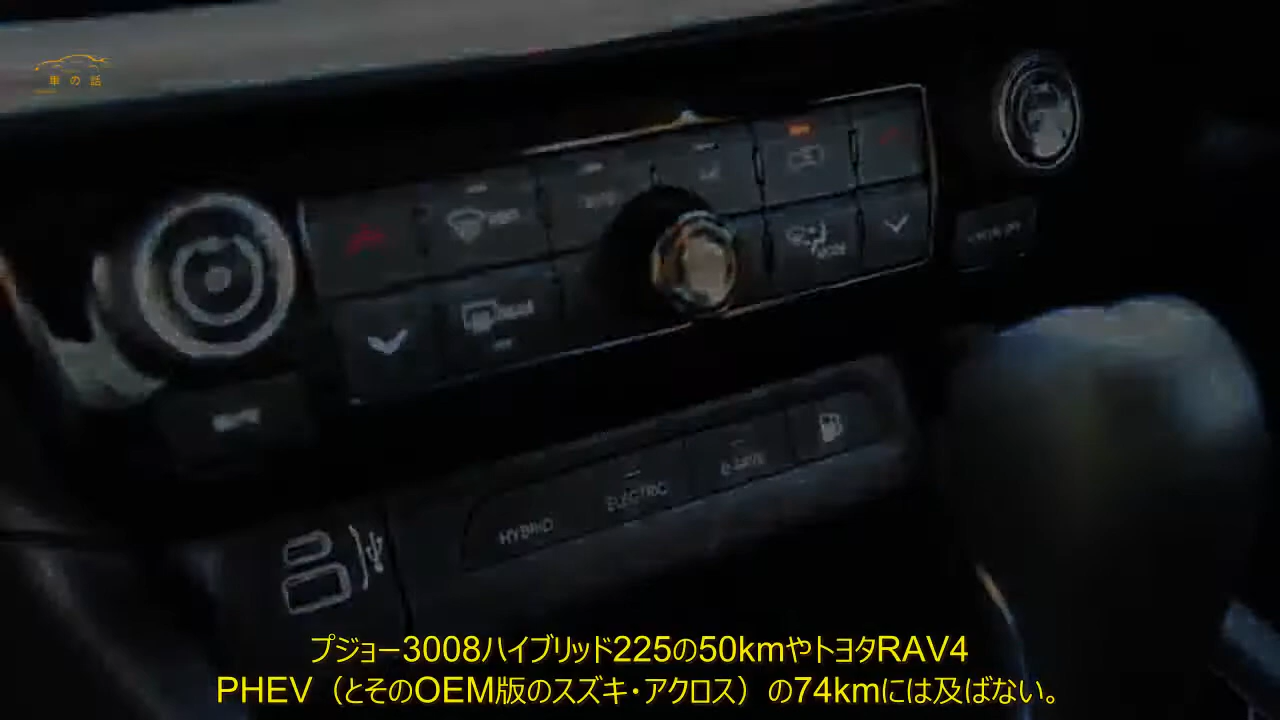 車の話
MODE
HYBRID
ELECTRIC
E-SAVE
プジョー3008ハイブリッド225の50kmやトヨタRAV4
PHEV（とそのOEM版のスズキ・アクロス）の74kmには及ばない。